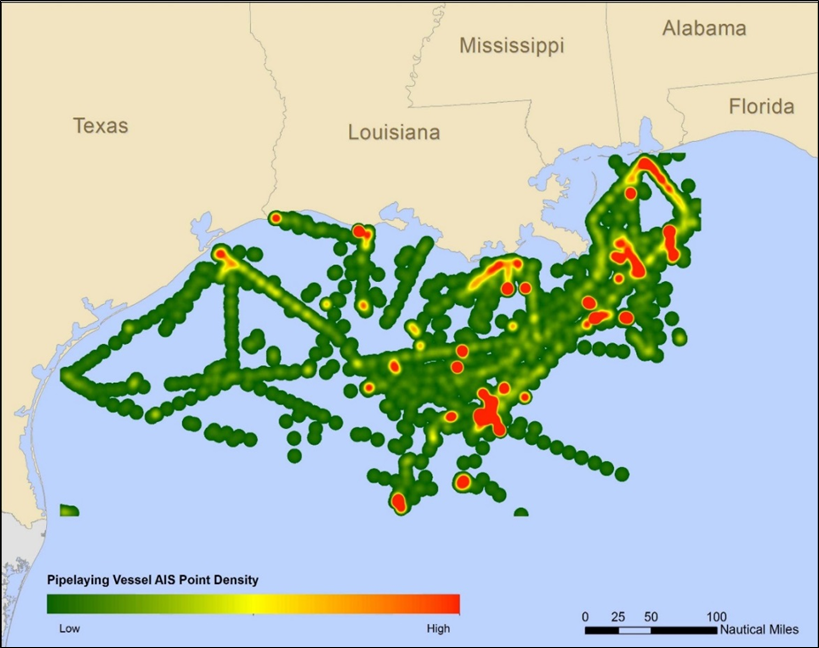 Alabama
Mississippi
Florida
Texas
Louisiana
Pipelaying Vessel AIS Point Density
Low High
0 25 50 100
Nautical Miles